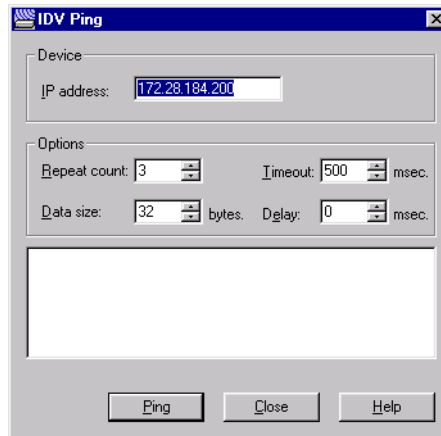 IDV Ping
Device
IP address: 172.28.184.200
Options
Repeat count: 3 Timeout: 500 msec.
Data size: 32 bytes. Delay: 0 msec.
Ping Close Help